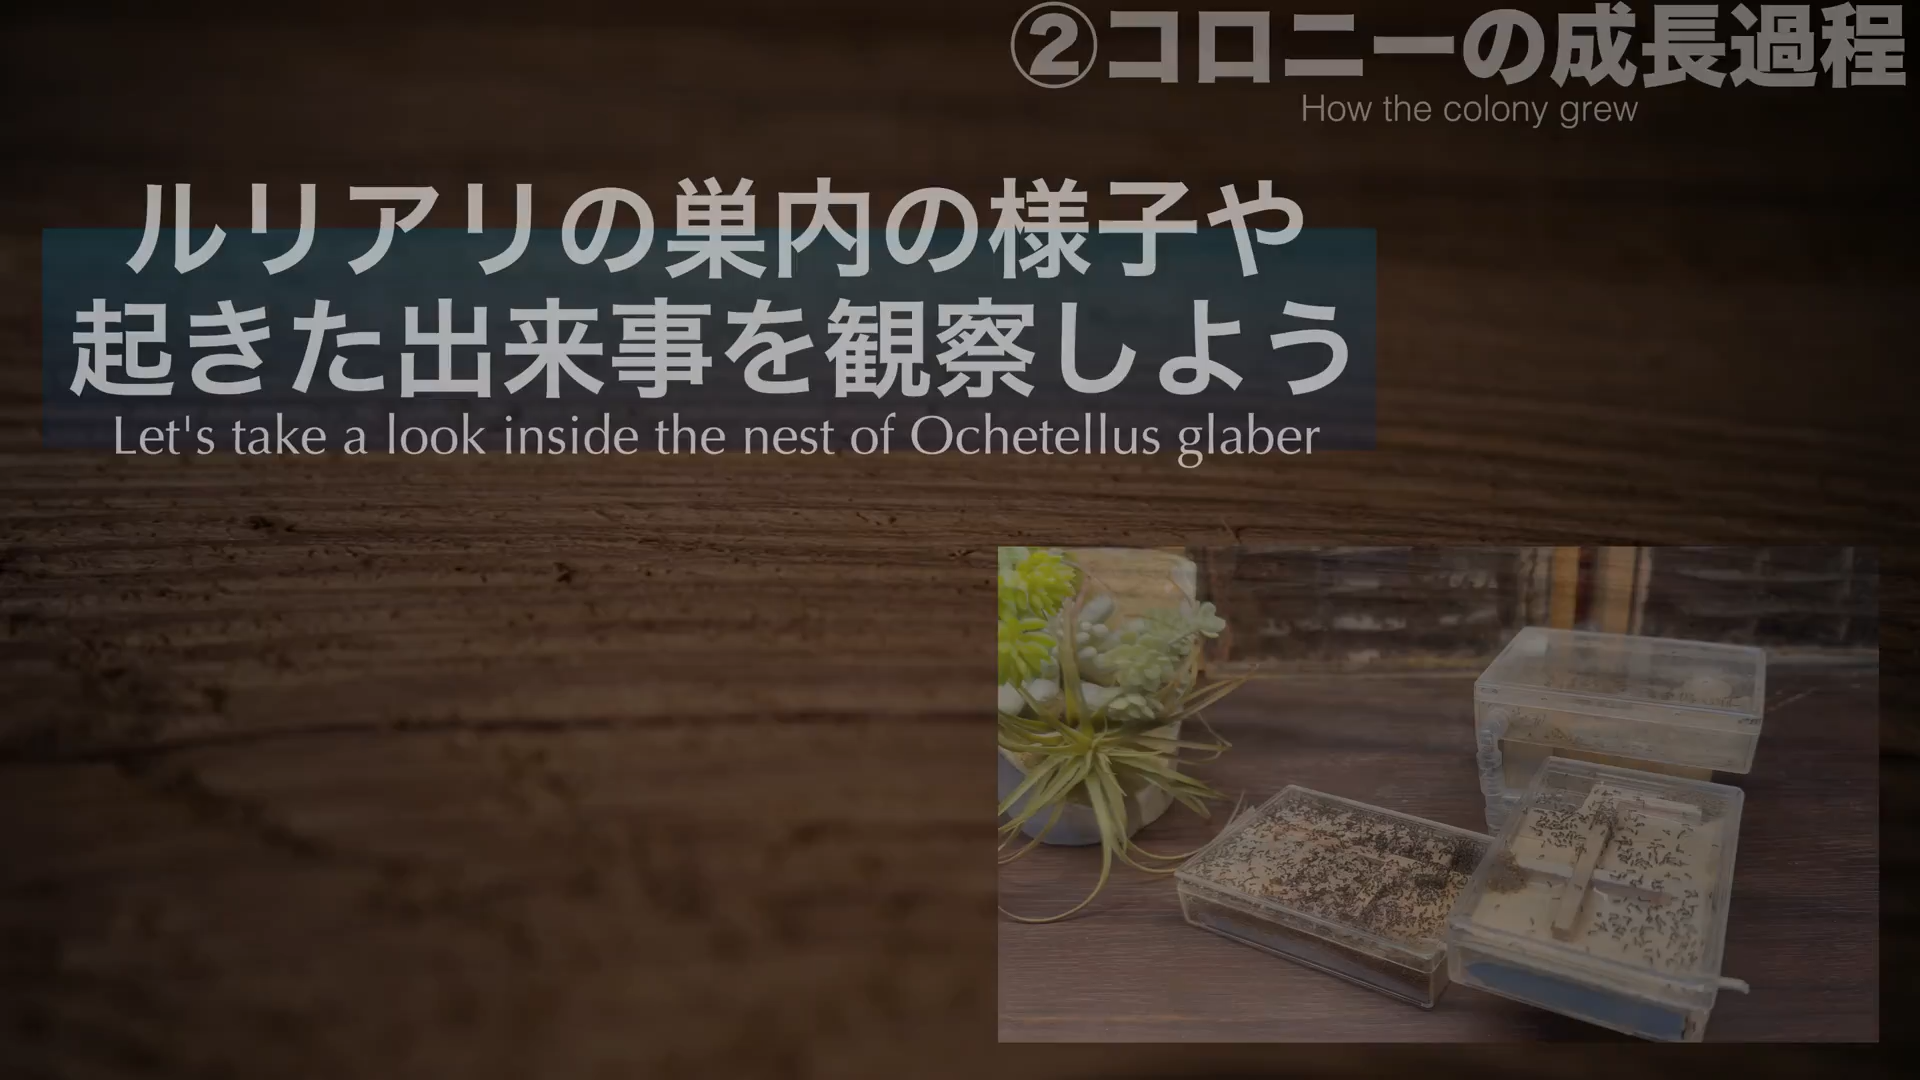 ②コロニーの成長過程
How the colony grew
ルリアリの巣内の様子や
起きた出来事を観察しよう
Let's take a look inside the nest of Ochetellus glaber